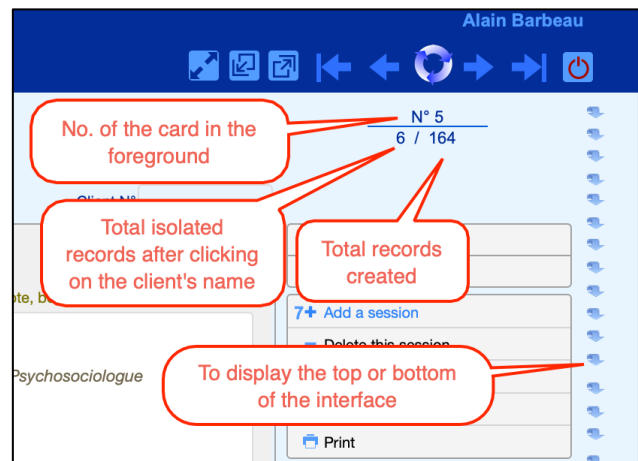 Alain Barbeau
No. of the card in the
foreground
N° 5
6 / 164
Client N°
Total isolated
records after clicking
on the client's name
Total records
created
7+ Add a session
Delete this session
Psychosociologue
To display the top or bottom
of the interface
Print